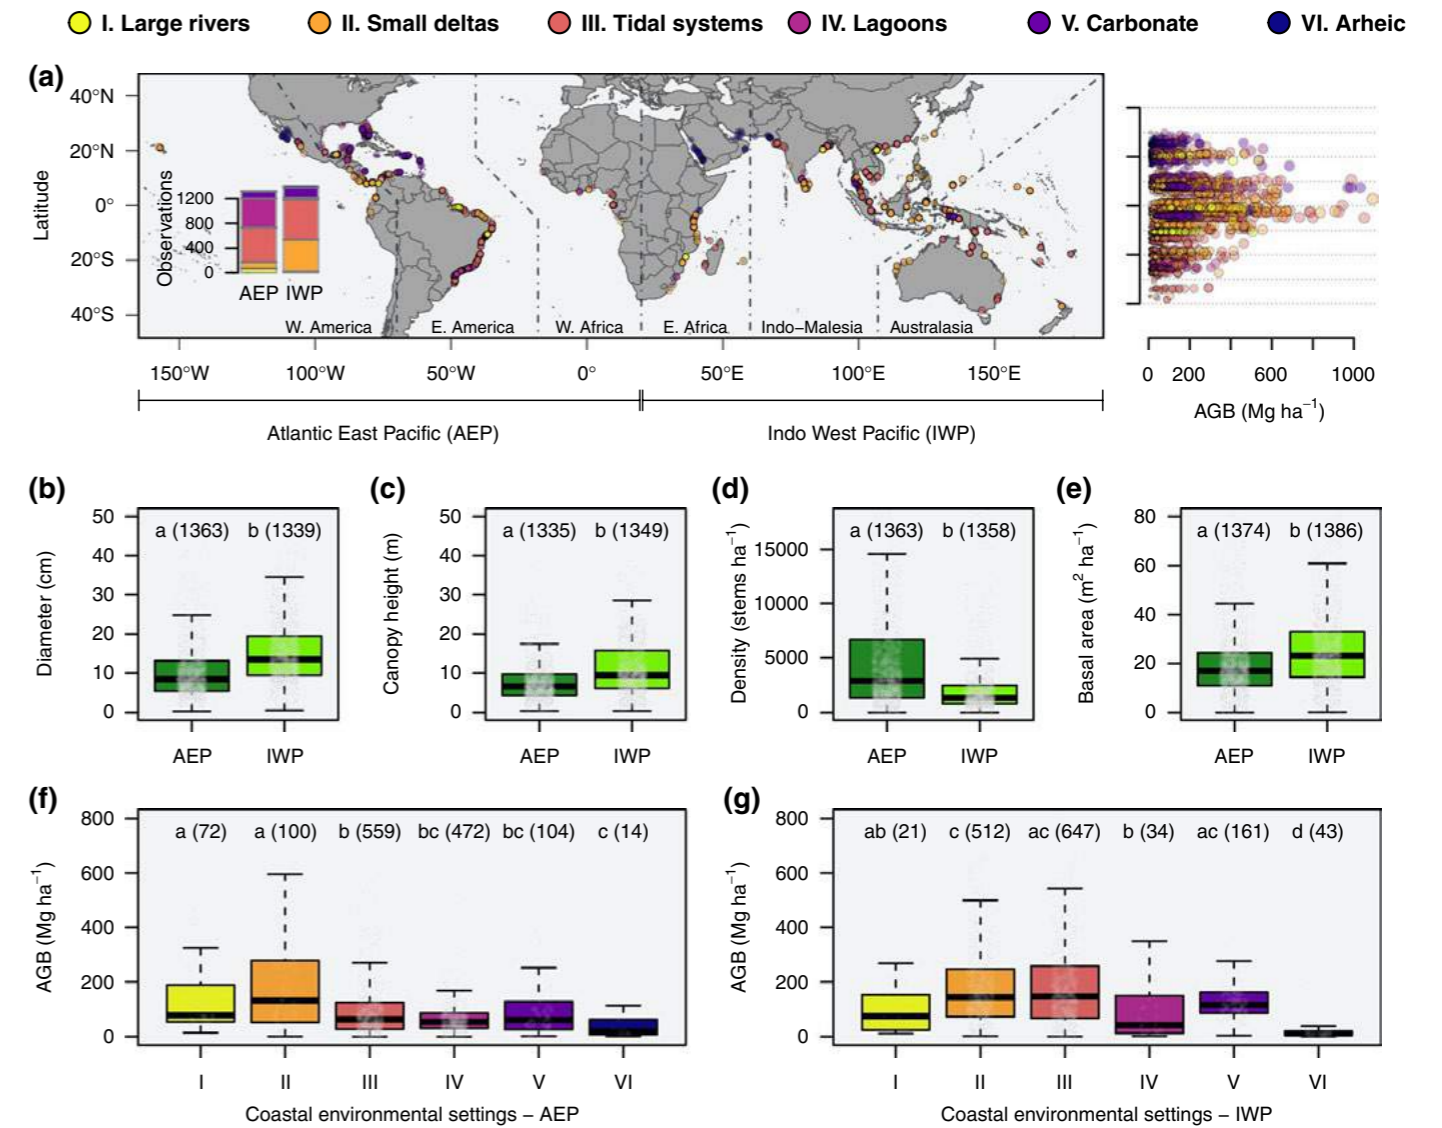 I. Large rivers II. Small deltas III. Tidal systems IV. Lagoons V. Carbonate VI. Arheic
(a)
Latitude
40°N
20°N
0°
20°S
40°S
Observations
1200
800
400
0
AEP IWP
W. America E. America W. Africa E. Africa Indo–Malesia Australasia
150°W 100°W 50°W 0° 50°E 100°E 150°E
Atlantic East Pacific (AEP) Indo West Pacific (IWP)
0 200 600 1000
AGB (Mg ha⁻¹)
(b)
Diameter (cm)
50
40
30
20
10
0
a (1363) b (1339)
AEP IWP
(c)
Canopy height (m)
50
40
30
20
10
0
a (1335) b (1349)
AEP IWP
(d)
Density (stems ha⁻¹)
15000
10000
5000
0
a (1363) b (1358)
AEP IWP
(e)
Basal area (m² ha⁻¹)
80
60
40
20
0
a (1374) b (1386)
AEP IWP
(f)
AGB (Mg ha⁻¹)
800
600
400
200
0
a (72) a (100) b (559) bc (472) bc (104) c (14)
I II III IV V VI
Coastal environmental settings – AEP
(g)
AGB (Mg ha⁻¹)
800
600
400
200
0
ab (21) c (512) ac (647) b (34) ac (161) d (43)
I II III IV V VI
Coastal environmental settings – IWP